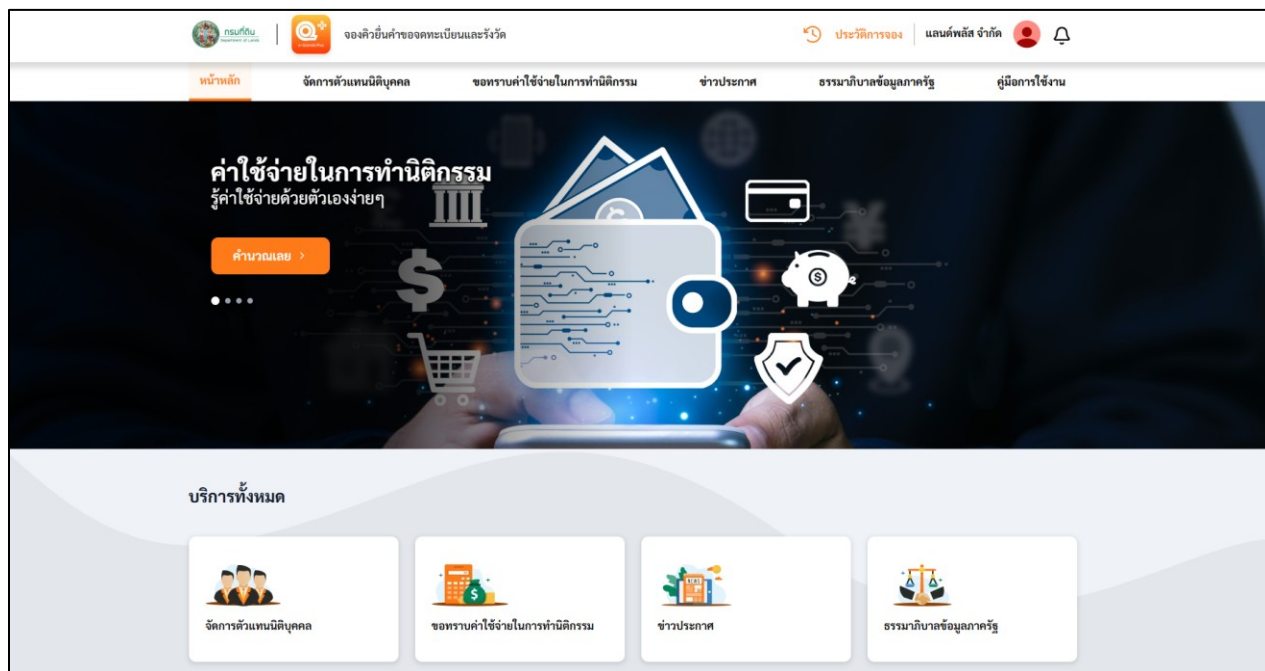 กรมที่ดิน
Department of Lands
จองคิวยื่นคำขอจดทะเบียนและรังวัด
ประวัติการจอง
แลนด์พลัส จำกัด
หน้าหลัก
จัดการตัวแทนนิติบุคคล
ขอทราบค่าใช้จ่ายในการทำนิติกรรม
ข่าวประกาศ
ธรรมาภิบาลข้อมูลภาครัฐ
คู่มือการใช้งาน
ค่าใช้จ่ายในการทำนิติกรรม
รู้ค่าใช้จ่ายด้วยตัวเองง่ายๆ
คำนวณเลย
บริการทั้งหมด
จัดการตัวแทนนิติบุคคล
ขอทราบค่าใช้จ่ายในการทำนิติกรรม
NEWS
ข่าวประกาศ
ธรรมาภิบาลข้อมูลภาครัฐ